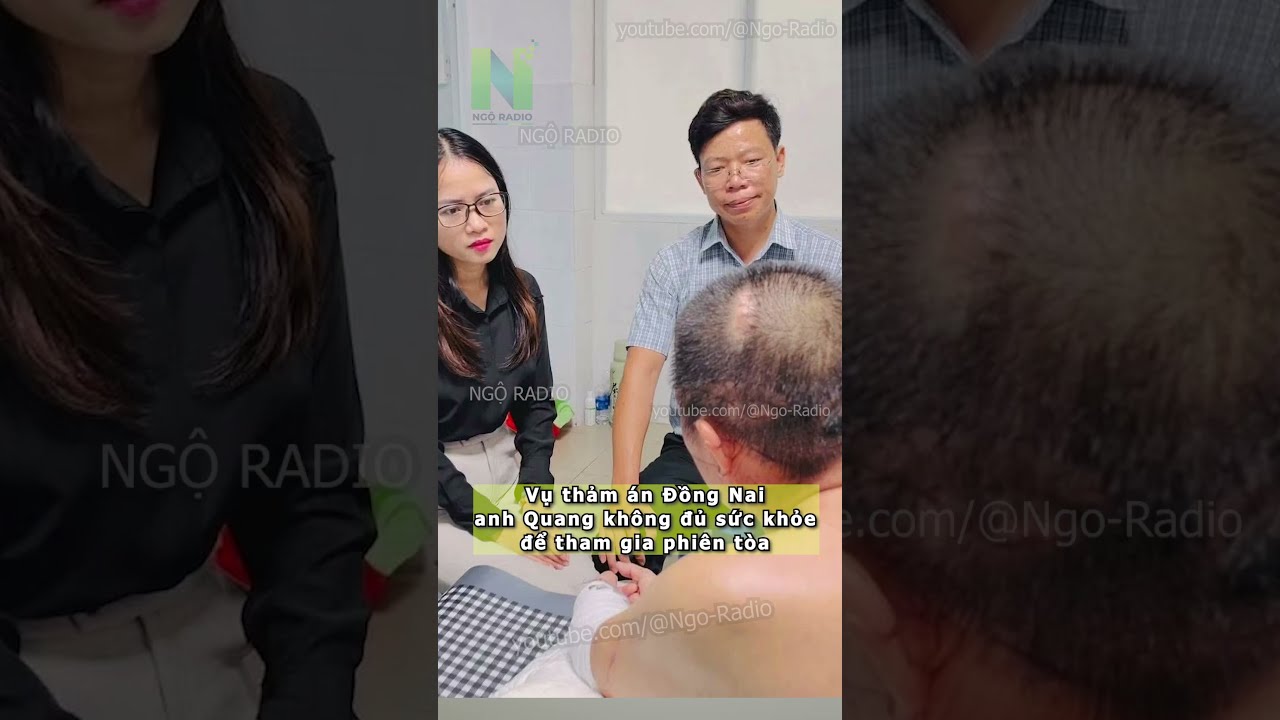 youtube.com/@Ngo-Radio
N
NGỘ RADIO
NGỘ RADIO
NGỘ RADIO
youtube.com/@Ngo-Radio
NGỘ RADIO
Vụ thảm án Đồng Nai
anh Quang không đủ sức khỏe
để tham gia phiên tòa
youtube.com/@Ngo-Radio
youtube.com/@Ngo-Radio